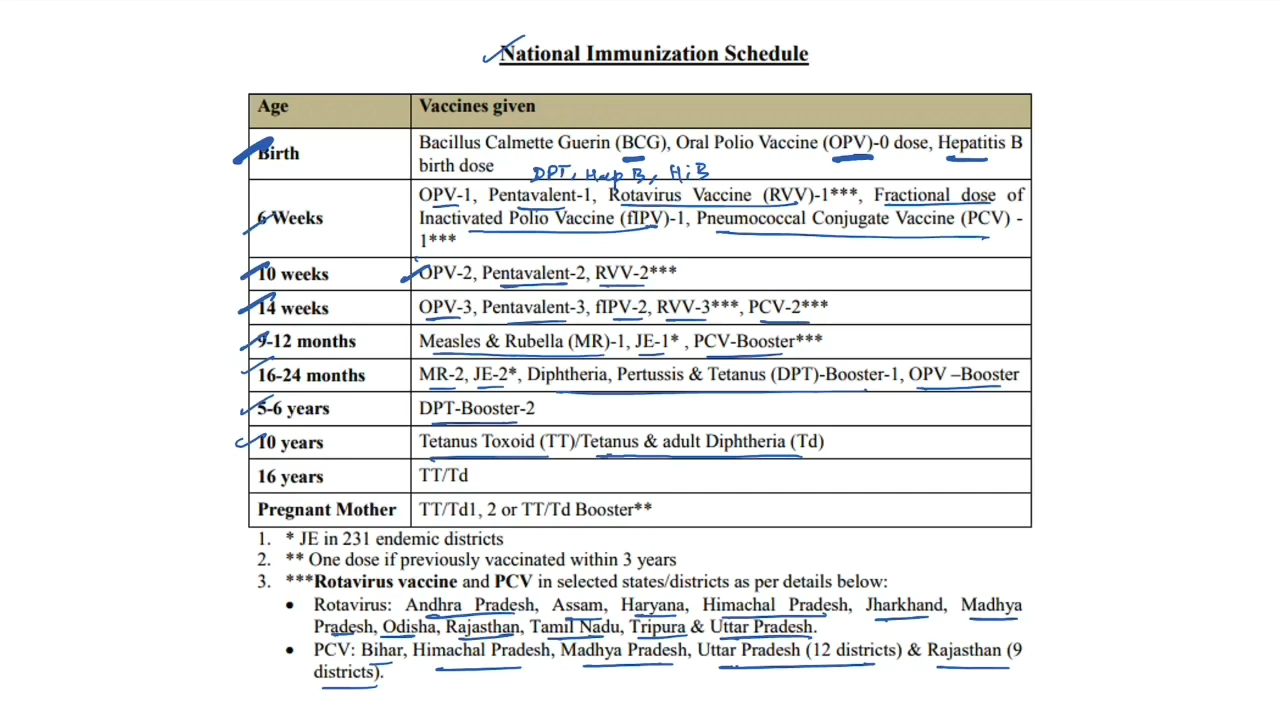 National Immunization Schedule
Age Vaccines given
Birth Bacillus Calmette Guerin (BCG), Oral Polio Vaccine (OPV)-0 dose, Hepatitis B
birth dose
DPT, Hep B, HiB
6 Weeks OPV-1, Pentavalent-1, Rotavirus Vaccine (RVV)-1***, Fractional dose of
Inactivated Polio Vaccine (fIPV)-1, Pneumococcal Conjugate Vaccine (PCV) -
1***
10 weeks OPV-2, Pentavalent-2, RVV-2***
14 weeks OPV-3, Pentavalent-3, fIPV-2, RVV-3***, PCV-2***
9-12 months Measles & Rubella (MR)-1, JE-1* , PCV-Booster***
16-24 months MR-2, JE-2*, Diphtheria, Pertussis & Tetanus (DPT)-Booster-1, OPV –Booster
5-6 years DPT-Booster-2
10 years Tetanus Toxoid (TT)/Tetanus & adult Diphtheria (Td)
16 years TT/Td
Pregnant Mother TT/Td1, 2 or TT/Td Booster**
1. * JE in 231 endemic districts
2. ** One dose if previously vaccinated within 3 years
3. ***Rotavirus vaccine and PCV in selected states/districts as per details below:
• Rotavirus: Andhra Pradesh, Assam, Haryana, Himachal Pradesh, Jharkhand, Madhya
Pradesh, Odisha, Rajasthan, Tamil Nadu, Tripura & Uttar Pradesh.
• PCV: Bihar, Himachal Pradesh, Madhya Pradesh, Uttar Pradesh (12 districts) & Rajasthan (9
districts).